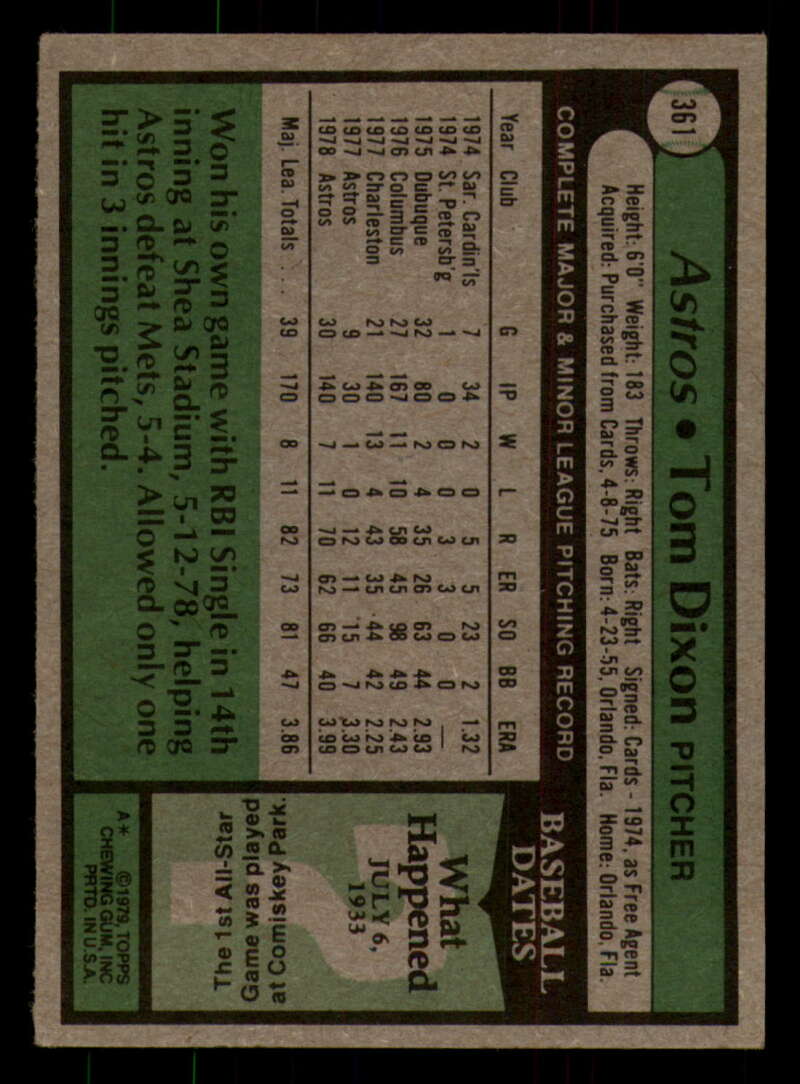 361
Astros • Tom Dixon PITCHER
Height: 6'0" Weight: 183 Throws: Right Bats: Right Signed: Cards - 1974, as Free Agent
Acquired: Purchased from Cards, 4-8-75 Born: 4-23-55, Orlando, Fla. Home: Orlando, Fla.
COMPLETE MAJOR & MINOR LEAGUE PITCHING RECORD
Year Club G IP W L R ER SO BB ERA
1974 Sar. Cardin'ls 7 34 2 0 5 5 23 2 1.32
1974 St. Petersb'g 1 0 0 0 3 3 0 0 —
1975 Dubuque 32 80 2 4 35 26 63 44 2.93
1976 Columbus 27 167 11 10 58 45 98 49 2.43
1977 Charleston 21 140 13 4 43 35 44 42 2.25
1977 Astros 9 30 1 0 12 11 15 7 3.30
1978 Astros 30 140 7 11 70 62 66 40 3.99
Maj. Lea. Totals ... 39 170 8 11 82 73 81 47 3.86
Won his own game with RBI Single in 14th
inning at Shea Stadium, 5-12-78, helping
Astros defeat Mets, 5-4. Allowed only one
hit in 3 innings pitched.
BASEBALL
DATES
What
Happened
JULY 6,
1933
?
The 1st All-Star
Game was played
at Comiskey Park.
A* ©1979, TOPPS
CHEWING GUM, INC
PRTD. IN U.S.A.